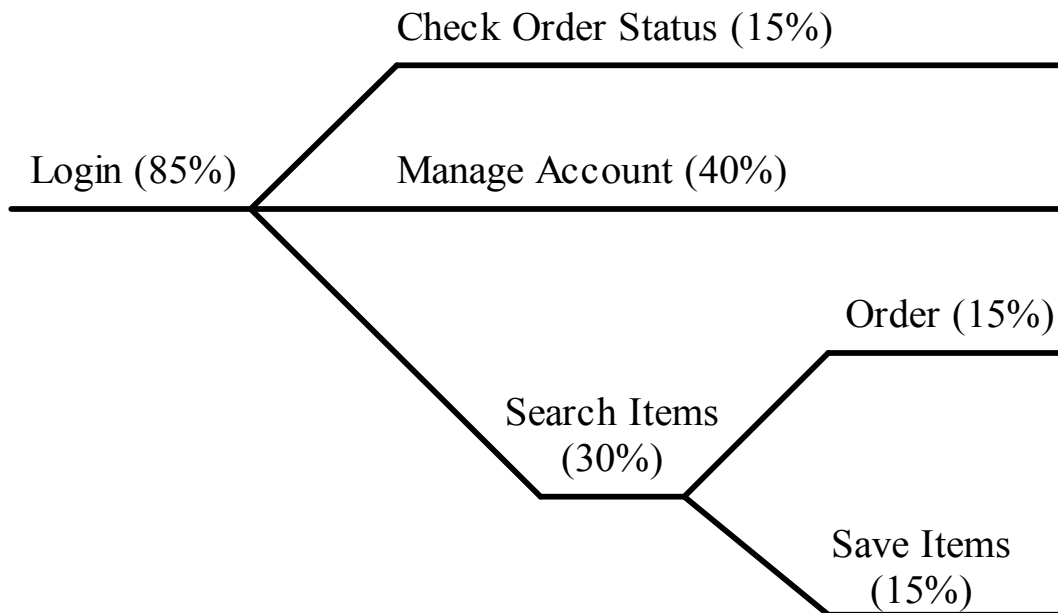 Check Order Status (15%)
Login (85%)
Manage Account (40%)
Order (15%)
Search Items
(30%)
Save Items
(15%)